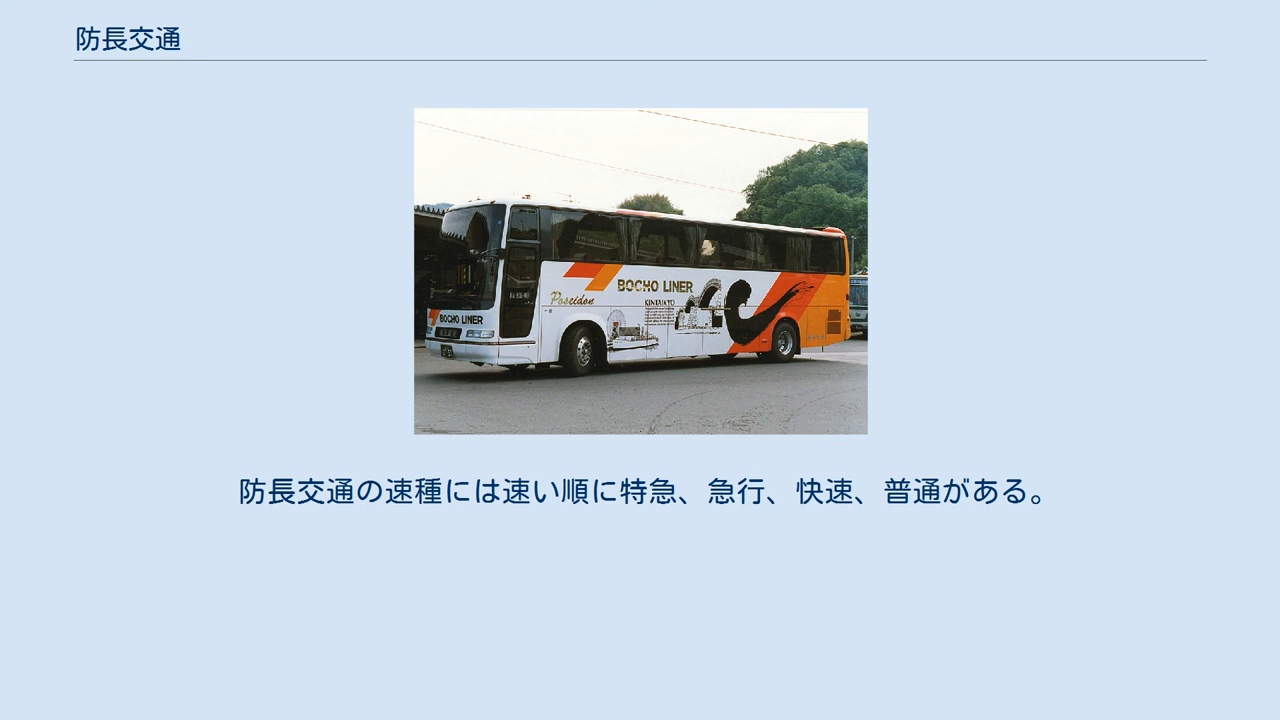 防長交通
BOCHO LINER
Poseidon
KINTAIKYO
BOCHO LINER
防長交通の速種には速い順に特急、急行、快速、普通がある。